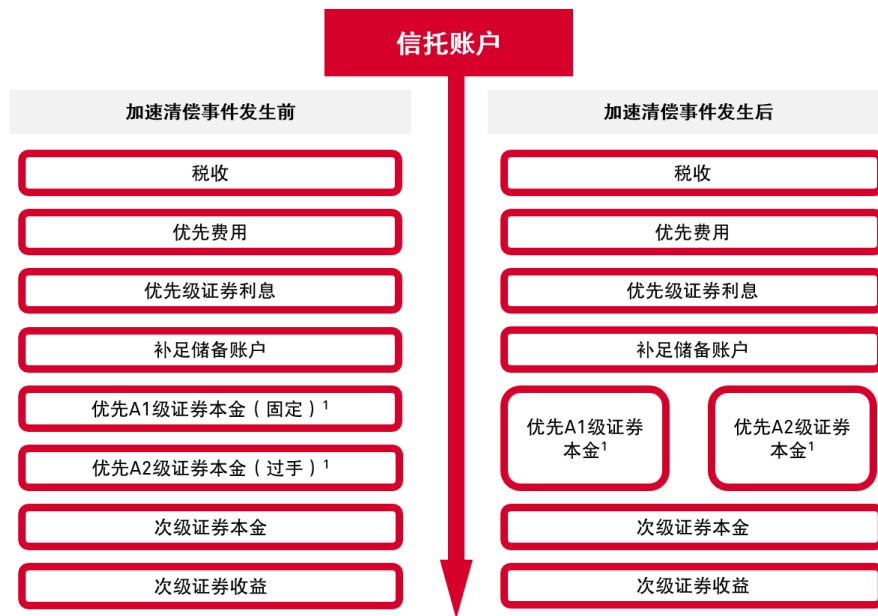 信托账户
加速清偿事件发生前
税收
优先费用
优先级证券利息
补足储备账户
优先A1级证券本金（固定）¹
优先A2级证券本金（过手）¹
次级证券本金
次级证券收益
加速清偿事件发生后
税收
优先费用
优先级证券利息
补足储备账户
优先A1级证券
本金¹
优先A2级证券
本金¹
次级证券本金
次级证券收益